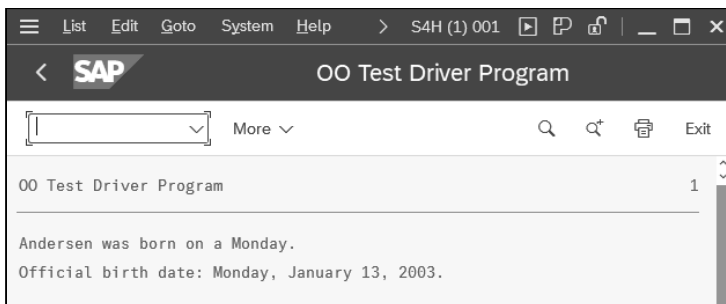 List Edit Goto System Help S4H (1) 001
SAP OO Test Driver Program
More Exit
OO Test Driver Program 1
Andersen was born on a Monday.
Official birth date: Monday, January 13, 2003.